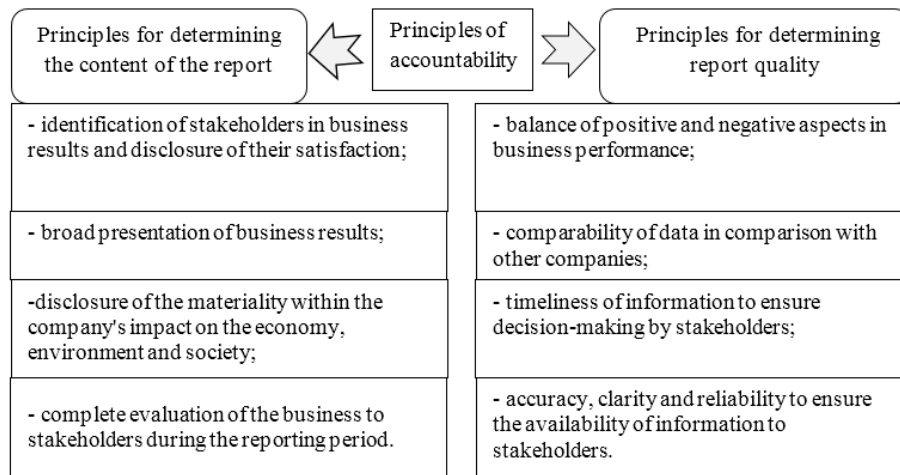 Principles for determining
the content of the report
Principles of
accountability
Principles for determining
report quality
- identification of stakeholders in business
results and disclosure of their satisfaction;
- broad presentation of business results;
-disclosure of the materiality within the
company's impact on the economy,
environment and society;
- complete evaluation of the business to
stakeholders during the reporting period.
- balance of positive and negative aspects in
business performance;
- comparability of data in comparison with
other companies;
- timeliness of information to ensure
decision-making by stakeholders;
- accuracy, clarity and reliability to ensure
the availability of information to
stakeholders.